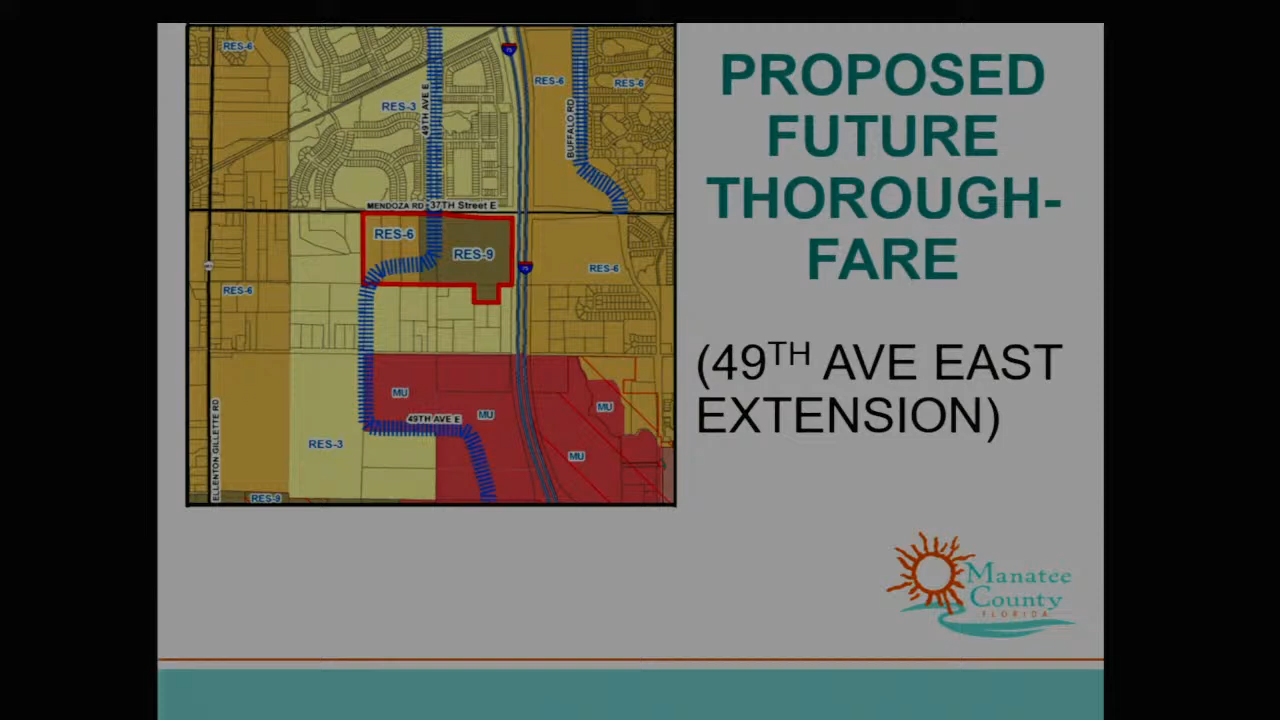 RES-6
75
RES-6
RES-6
RES-3
49TH AVE E
BUFFALO RD
MENDOZA RD
37TH Street E
RES-6
RES-9
75
RES-6
RES-6
MU
MU
MU
49TH AVE E
RES-3
MU
ELLENTON GILLETTE RD
RES-9
PROPOSED
FUTURE
THOROUGH-
FARE
(49TH AVE EAST
EXTENSION)
Manatee
County
FLORIDA